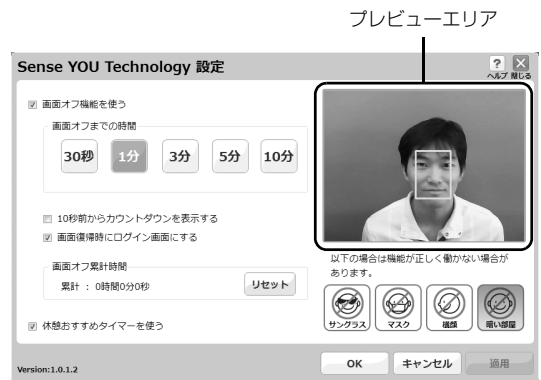 プレビューエリア
Sense YOU Technology 設定
? ヘルプ 閉じる
画面オフ機能を使う
画面オフまでの時間
30秒 1分 3分 5分 10分
10秒前からカウントダウンを表示する
画面復帰時にログイン画面にする
画面オフ累計時間
累計 : 0時間0分0秒 リセット
休憩おすすめタイマーを使う
以下の場合は機能が正しく働かない場合が
あります。
サングラス マスク 横顔 暗い部屋
Version:1.0.1.2
OK キャンセル 適用